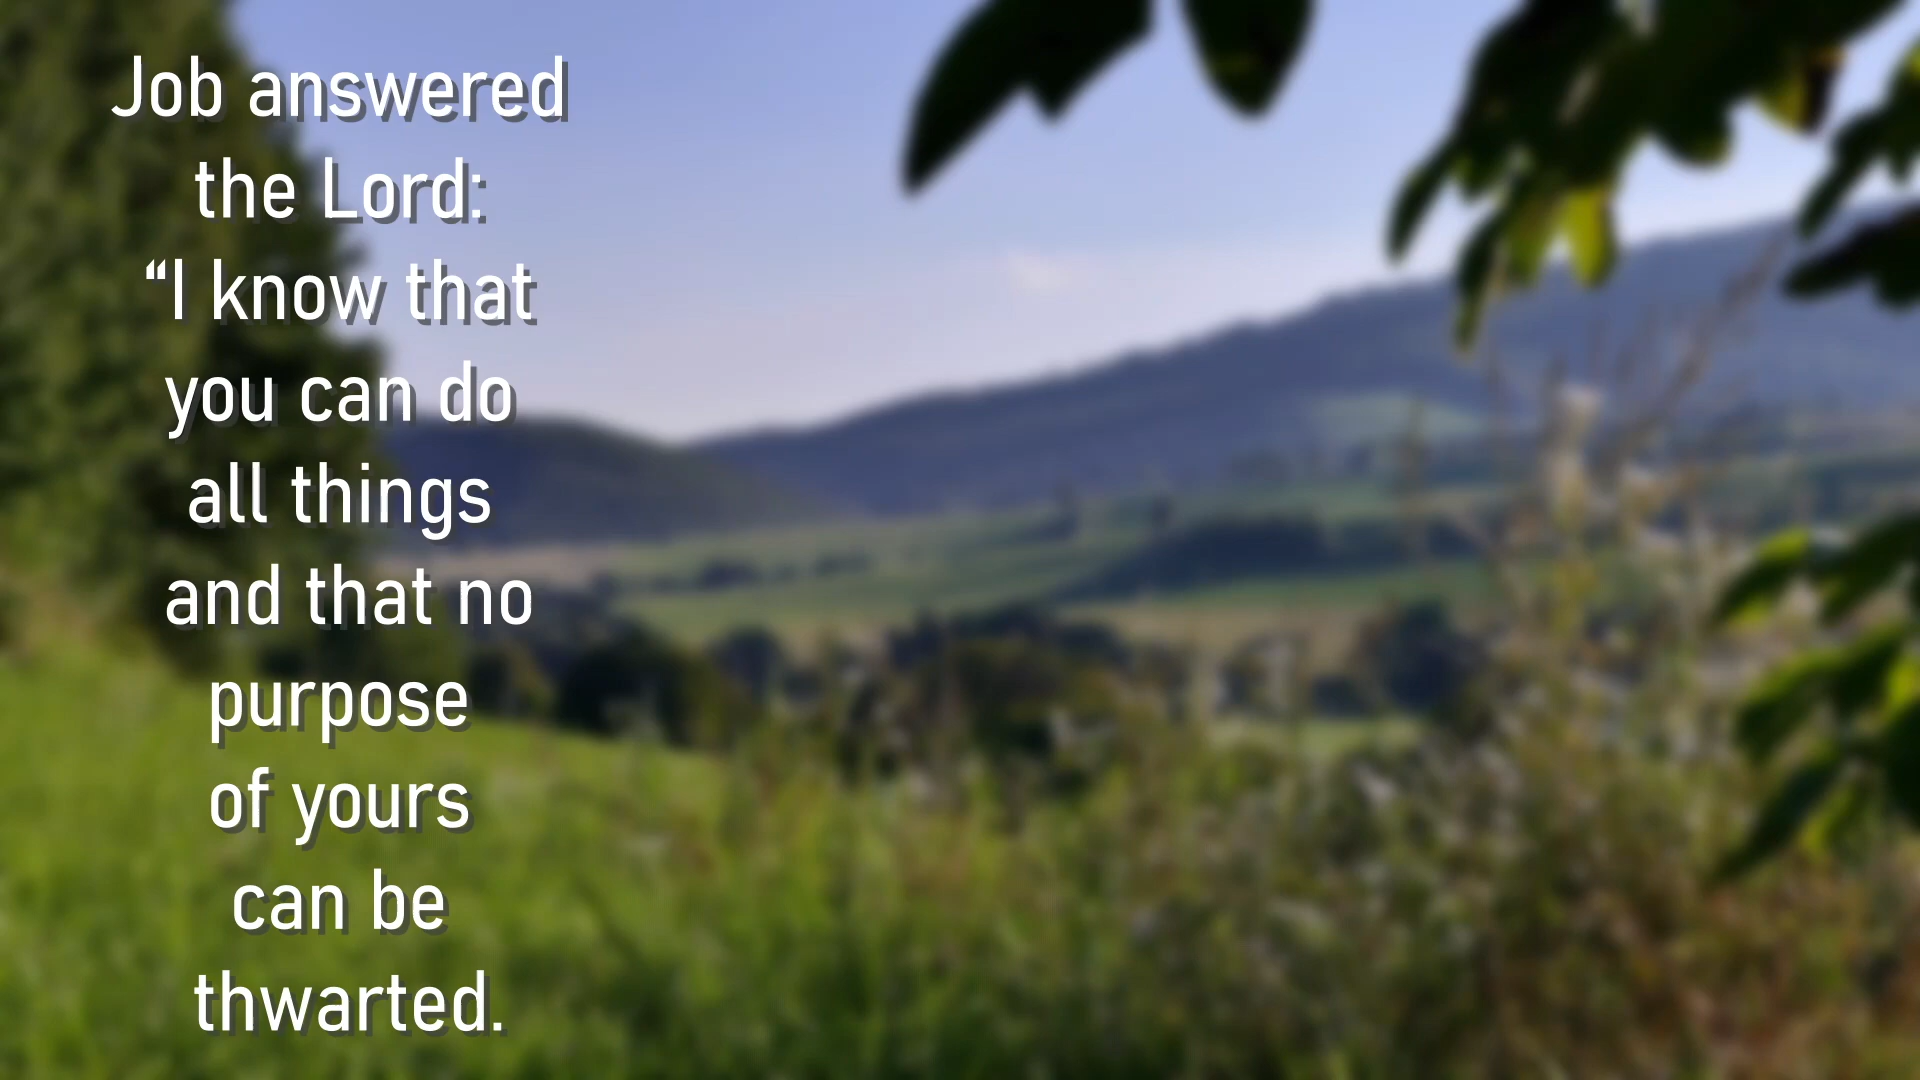 Job answered
the Lord:
“I know that
you can do
all things
and that no
purpose
of yours
can be
thwarted.